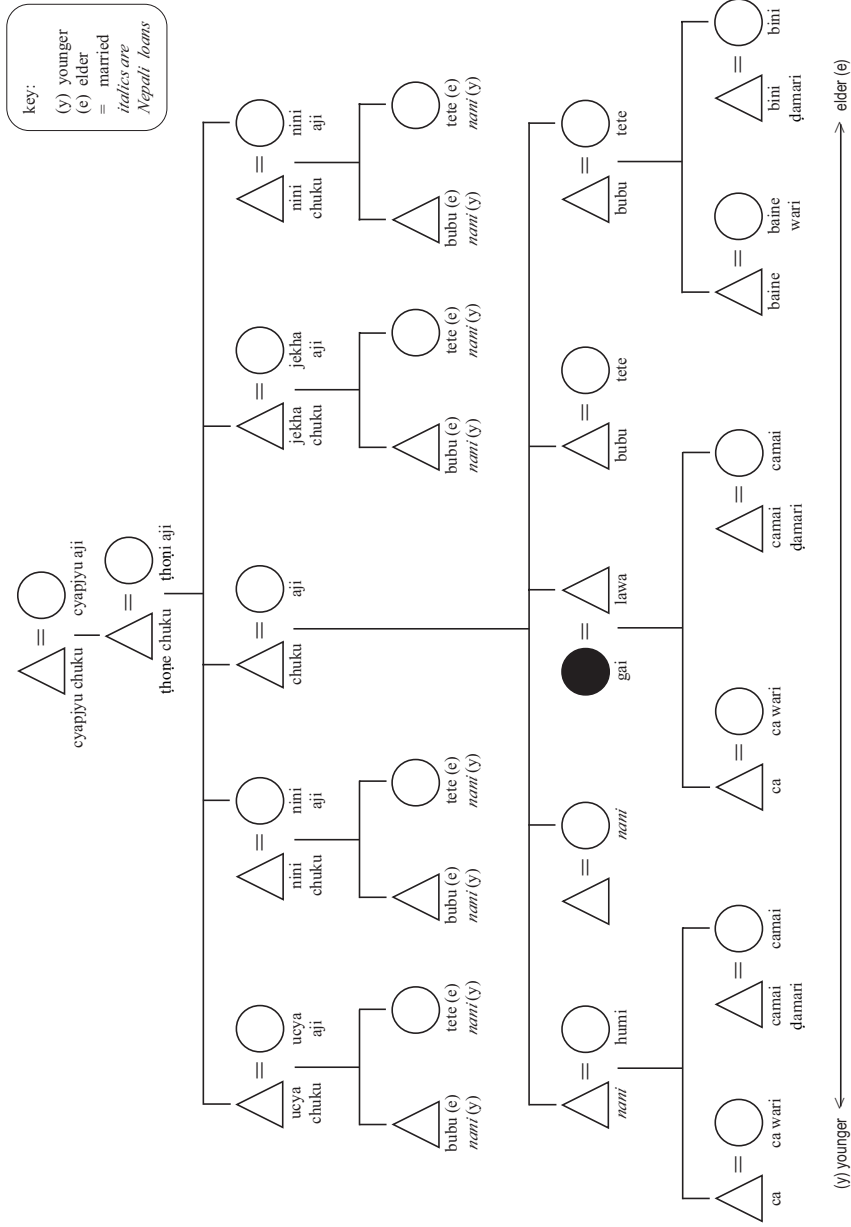 key:
(y) younger
(e) elder
= married
italics are
Nepali loans
cyapjyu chuku
=
cyapjyu aji
ṭhoṇe chuku
=
ṭhoṇi aji
ucya
chuku
=
ucya
aji
nini
chuku
=
nini
aji
chuku
=
aji
jekha
chuku
=
jekha
aji
nini
chuku
=
nini
aji
bubu (e)
nani (y)
tete (e)
nani (y)
bubu (e)
nani (y)
tete (e)
nani (y)
bubu (e)
nani (y)
tete (e)
nani (y)
bubu (e)
nani (y)
tete (e)
nani (y)
nani
=
humi
=
nani
gai
=
lawa
bubu
=
tete
bubu
=
tete
ca
=
ca wari
camai
ḍamari
=
camai
ca
=
ca wari
camai
ḍamari
=
camai
baine
=
baine
wari
bini
ḍamari
=
bini
(y) younger
elder (e)